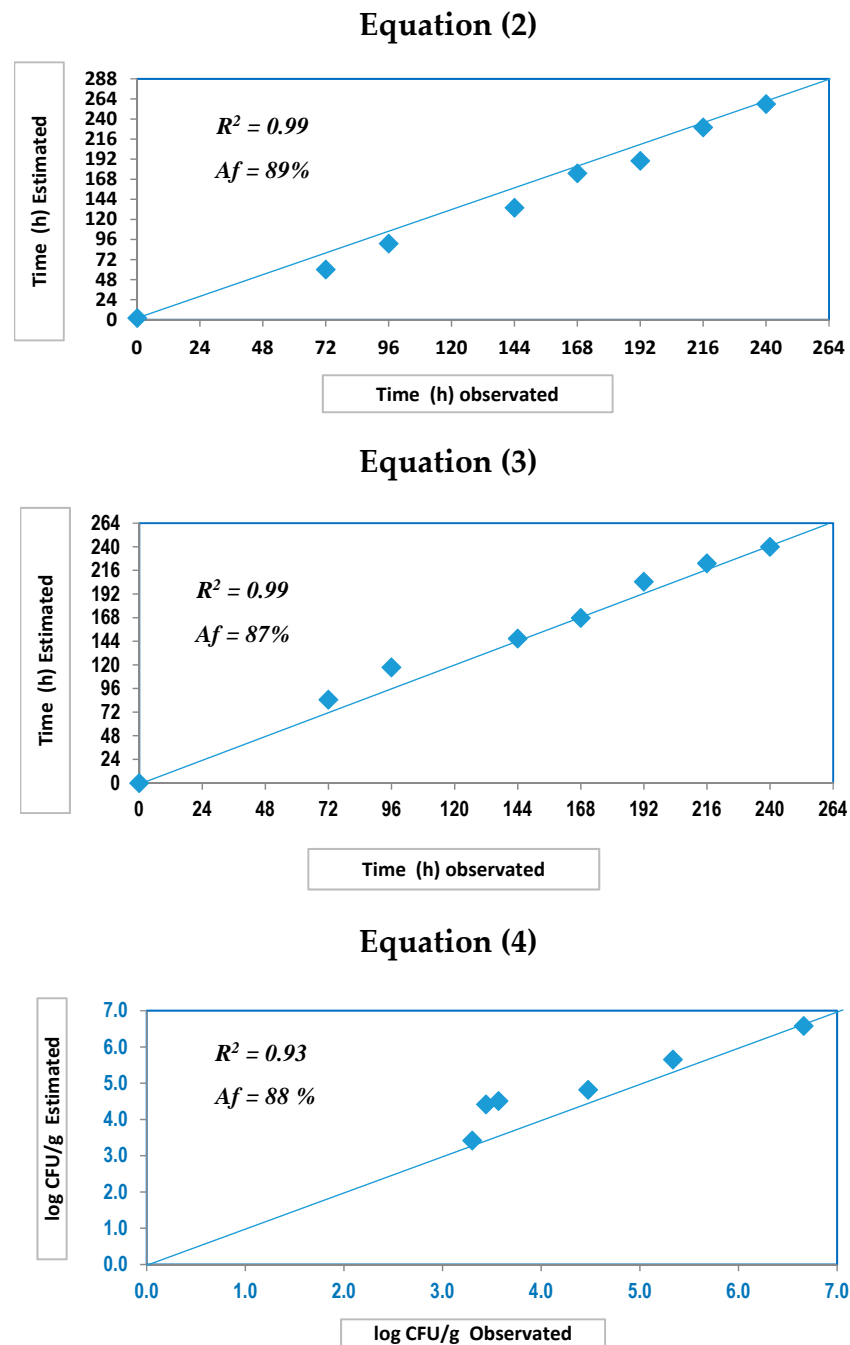 Equation (2)
288
264
240
216
192
168
144
120
96
72
48
24
0
Time (h) Estimated
R² = 0.99
Af = 89%
0 24 48 72 96 120 144 168 192 216 240 264
Time (h) observated
Equation (3)
264
240
216
192
168
144
120
96
72
48
24
0
Time (h) Estimated
R² = 0.99
Af = 87%
0 24 48 72 96 120 144 168 192 216 240 264
Time (h) observated
Equation (4)
7.0
6.0
5.0
4.0
3.0
2.0
1.0
0.0
log CFU/g Estimated
R² = 0.93
Af = 88 %
0.0 1.0 2.0 3.0 4.0 5.0 6.0 7.0
log CFU/g Observated